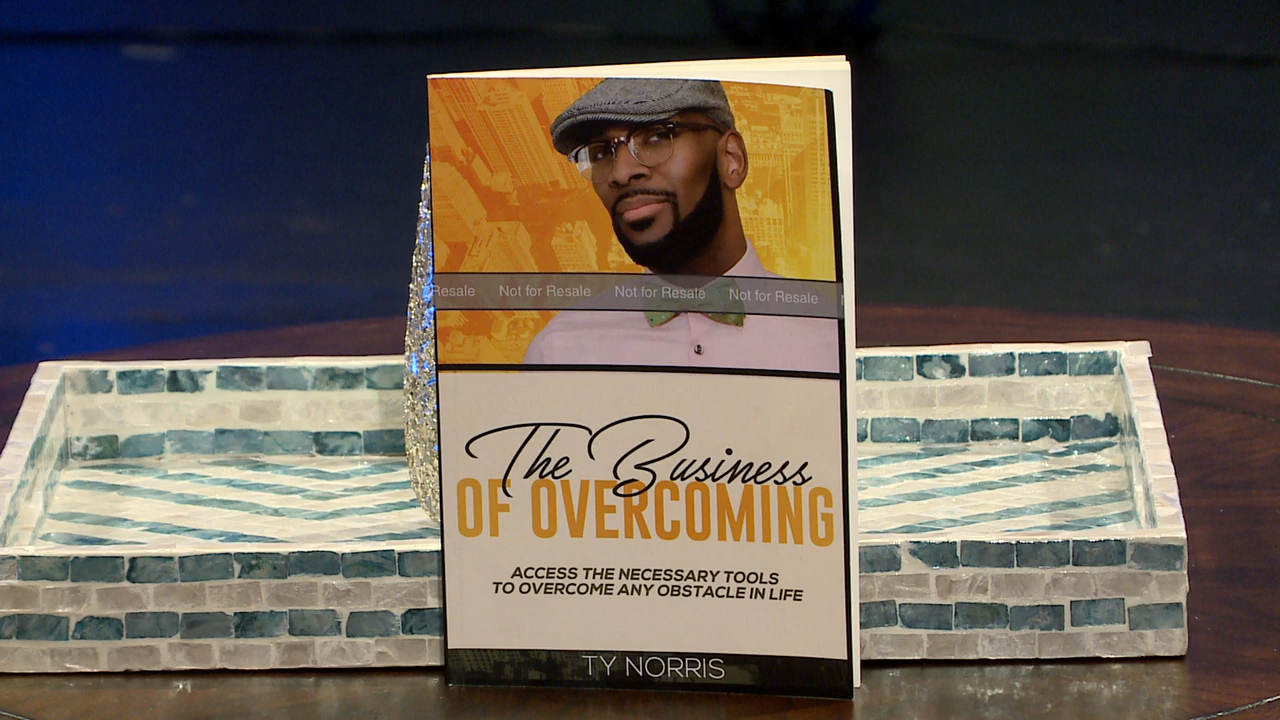 Resale Not for Resale Not for Resale Not for Resale
The Business
OF OVERCOMING
ACCESS THE NECESSARY TOOLS
TO OVERCOME ANY OBSTACLE IN LIFE
TY NORRIS